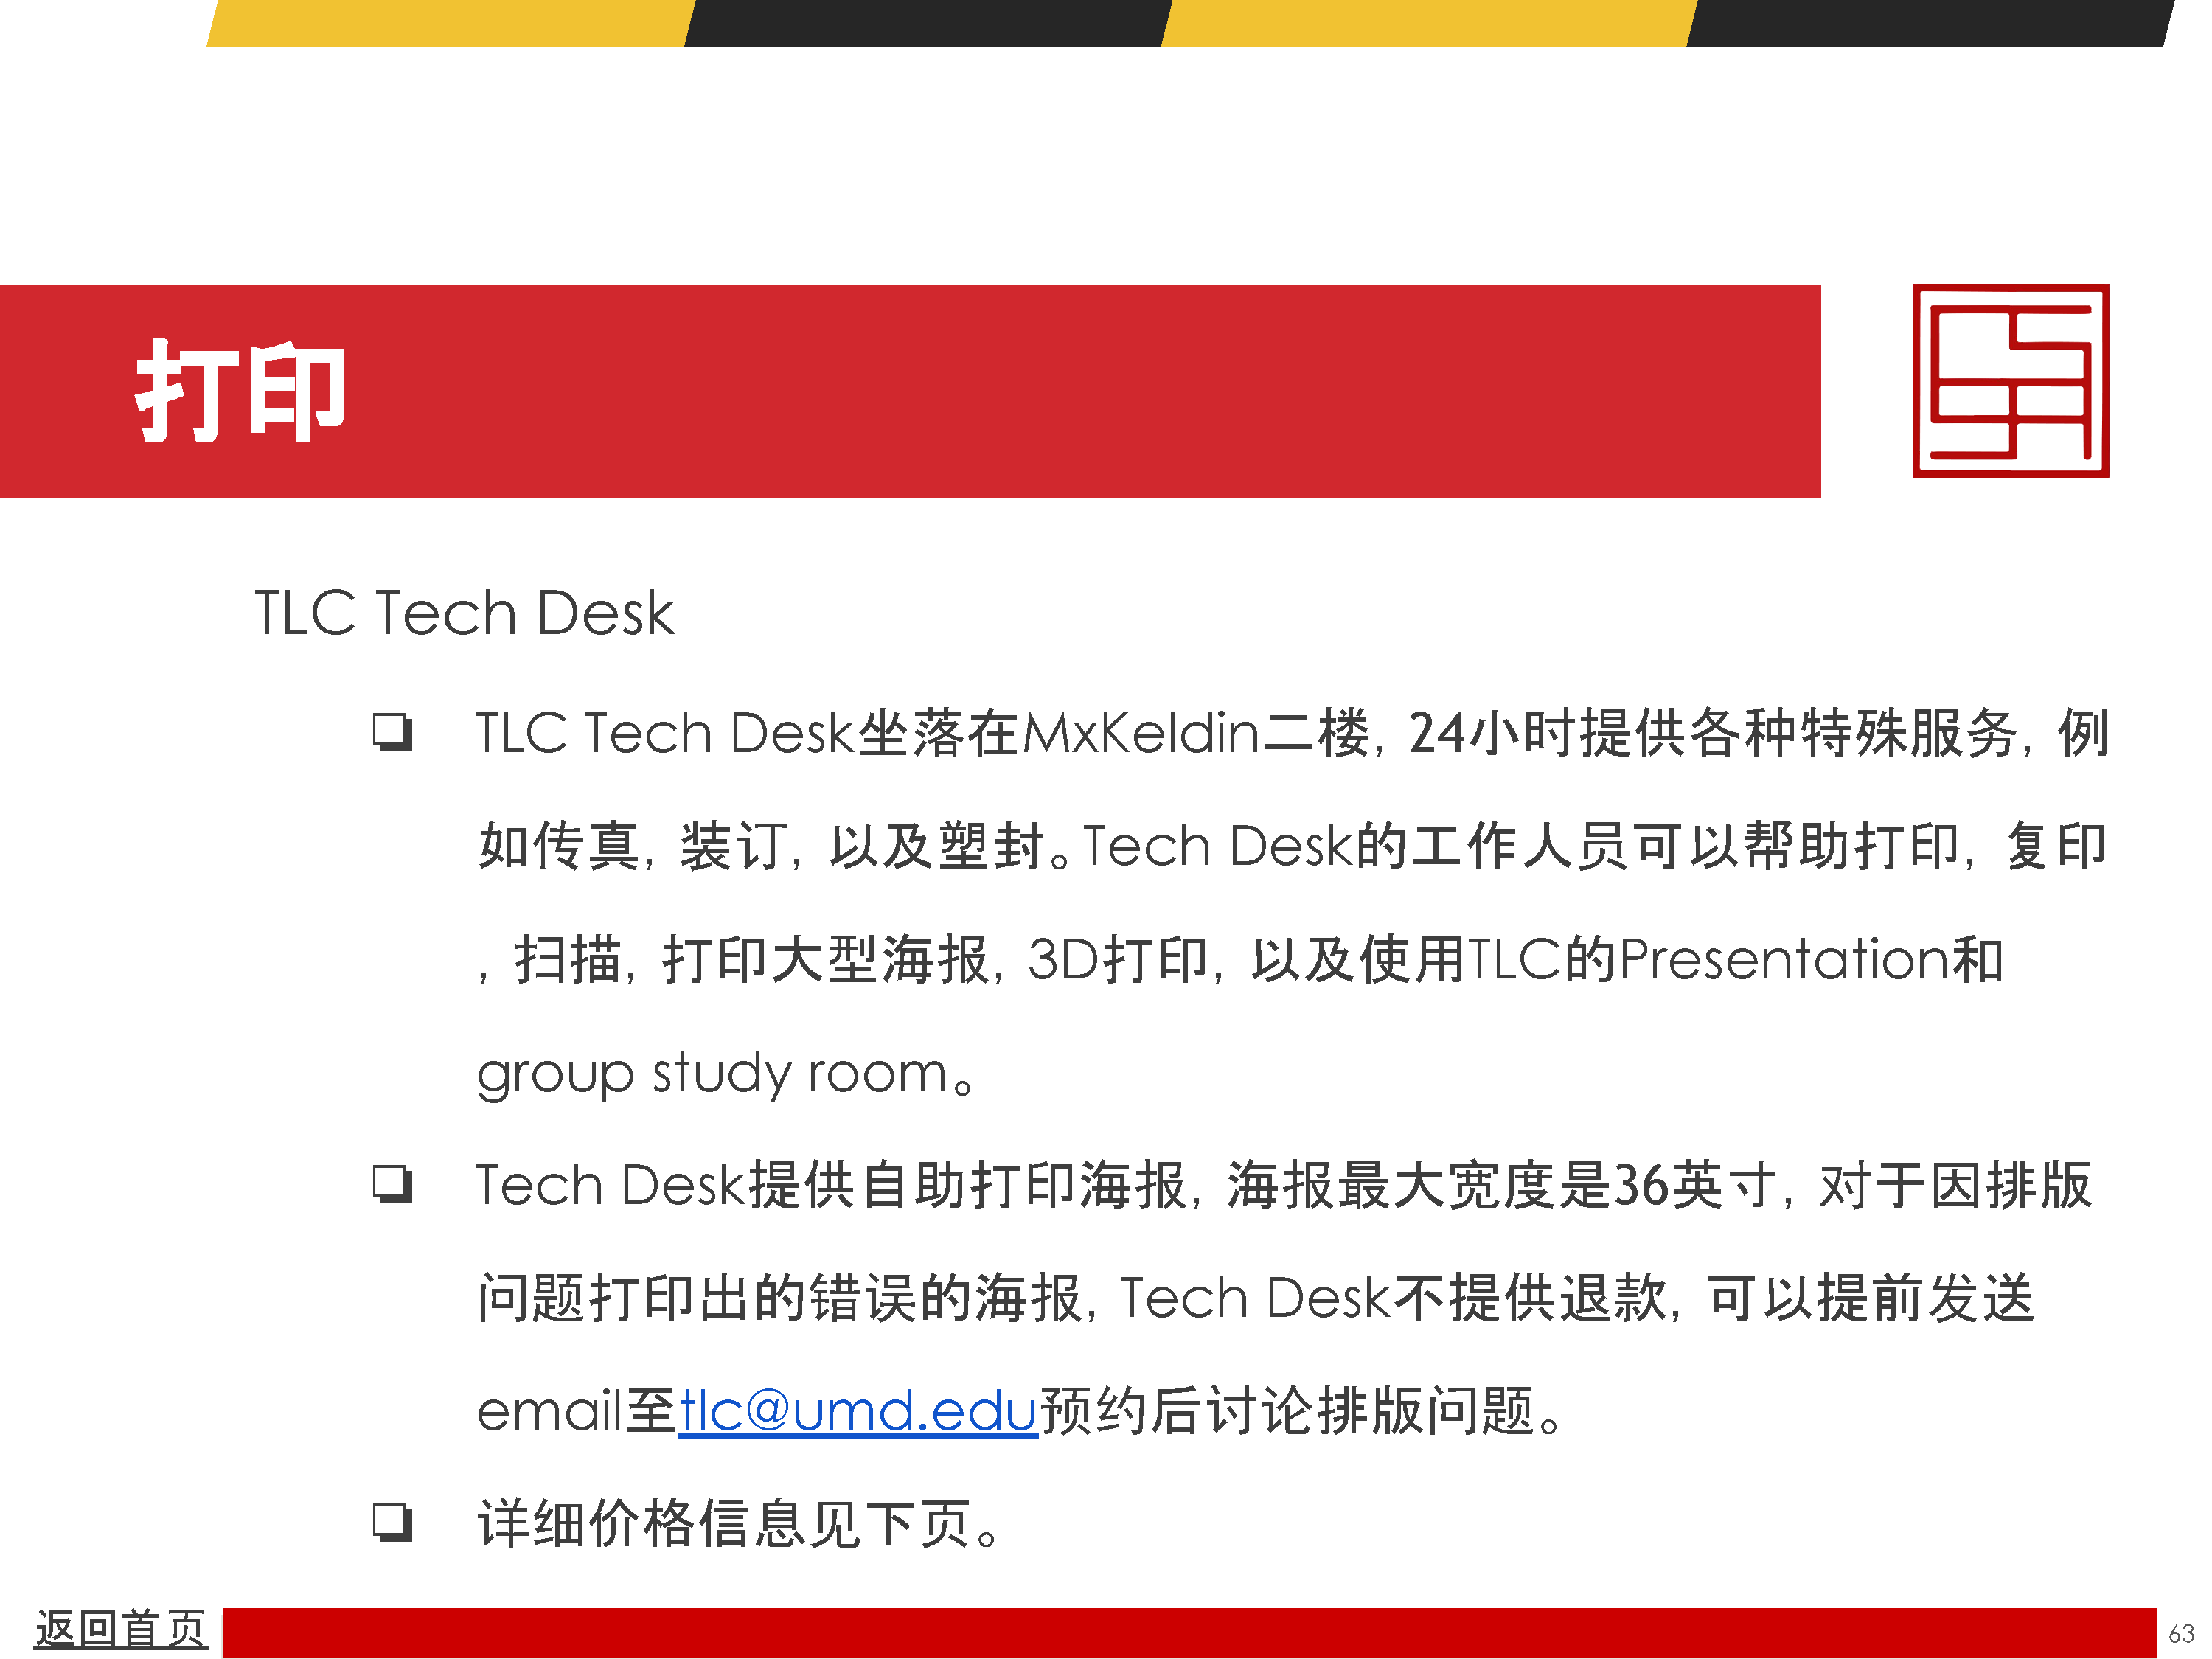 打印
TLC Tech Desk
❏ TLC Tech Desk坐落在MxKeldin二楼, 24小时提供各种特殊服务, 例
如传真, 装订, 以及塑封。Tech Desk的工作人员可以帮助打印, 复印
, 扫描, 打印大型海报, 3D打印, 以及使用TLC的Presentation和
group study room。
❏ Tech Desk提供自助打印海报, 海报最大宽度是36英寸, 对于因排版
问题打印出的错误的海报, Tech Desk不提供退款, 可以提前发送
email至tlc@umd.edu预约后讨论排版问题。
❏ 详细价格信息见下页。
返回首页
63